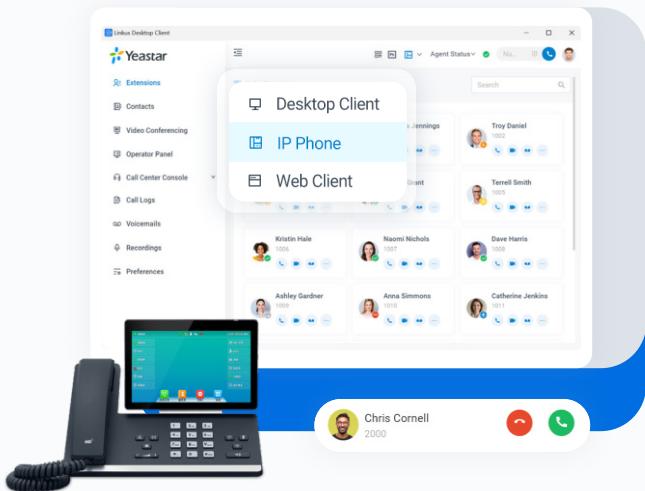 Linkus Desktop Client
Yeastar
Agent Status
Extensions
Search
Contacts
Video Conferencing
Operator Panel
Call Center Console
Call Logs
Voicemails
Recordings
Preferences
Desktop Client
IP Phone
Web Client
Jennings
Troy Daniel
1002
Terrell Smith
1005
Kristin Hale
1006
Naomi Nichols
1007
Dave Harris
1008
Ashley Gardner
1009
Anna Simmons
1010
Catherine Jenkins
1011
Chris Cornell
2000